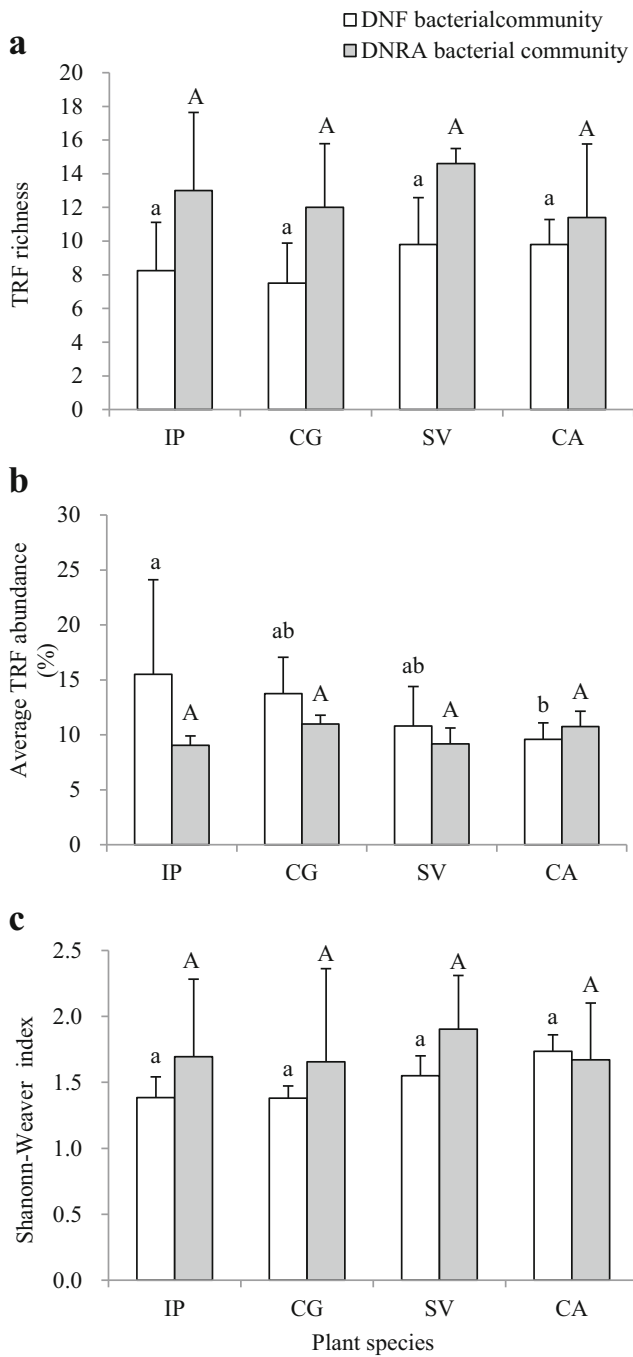 DNF bacterialcommunity
DNRA bacterial community
a
20
18
16
14
12
10
8
6
4
2
0
TRF richness
a A a A a A a A
IP CG SV CA
b
30
25
20
15
10
5
0
Average TRF abundance
(%)
a A ab A ab A b A
IP CG SV CA
c
2.5
2.0
1.5
1.0
0.5
0.0
Shanonn-Weaver index
a A a A a A a A
IP CG SV CA
Plant species